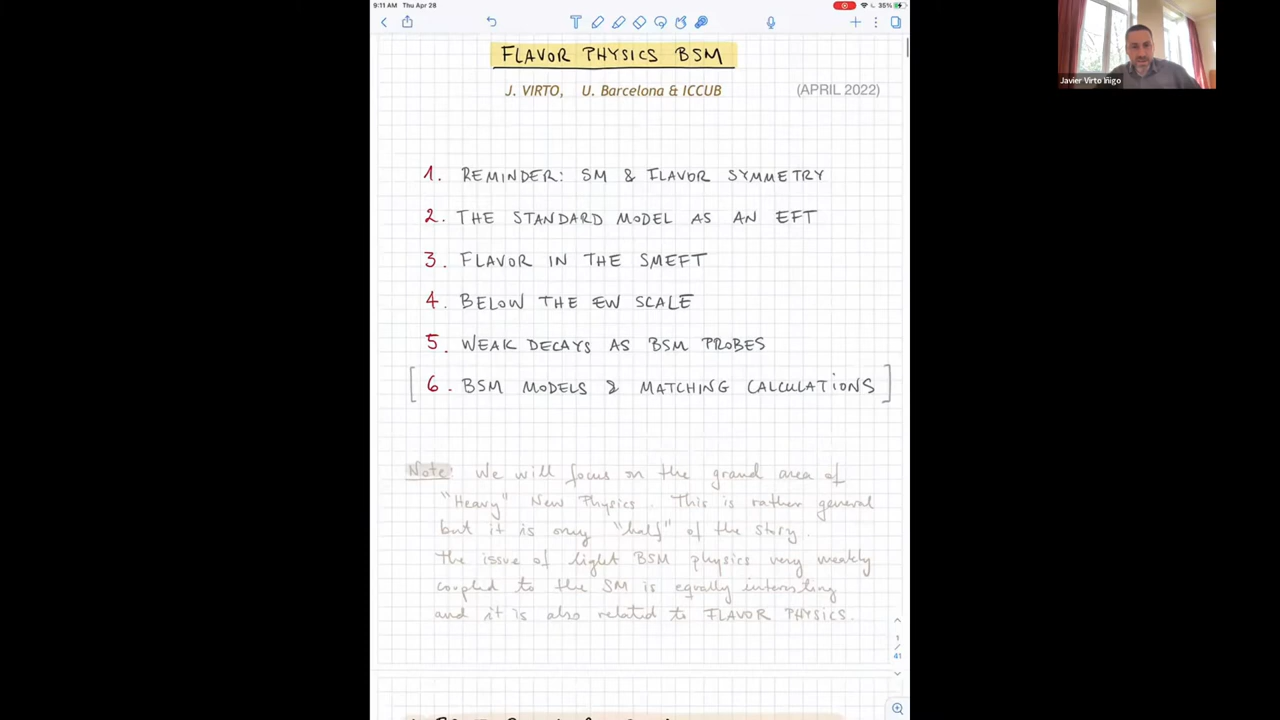 9:11 AM Thu Apr 28
35%
FLAVOR PHYSICS BSM
J. VIRTO, U. Barcelona & ICCUB (APRIL 2022)
1. REMINDER: SM & FLAVOR SYMMETRY
2. THE STANDARD MODEL AS AN EFT
3. FLAVOR IN THE SMEFT
4. BELOW THE EW SCALE
5. WEAK DECAYS AS BSM PROBES
[6. BSM MODELS & MATCHING CALCULATIONS]
Note: We will focus on the grand area of
"Heavy" New Physics. This is rather general
but it is only "half" of the story.
The issue of light BSM physics very weakly
coupled to the SM is equally interesting
and it is also related to FLAVOR PHYSICS.
1
/
41
Javier Virto Iñigo